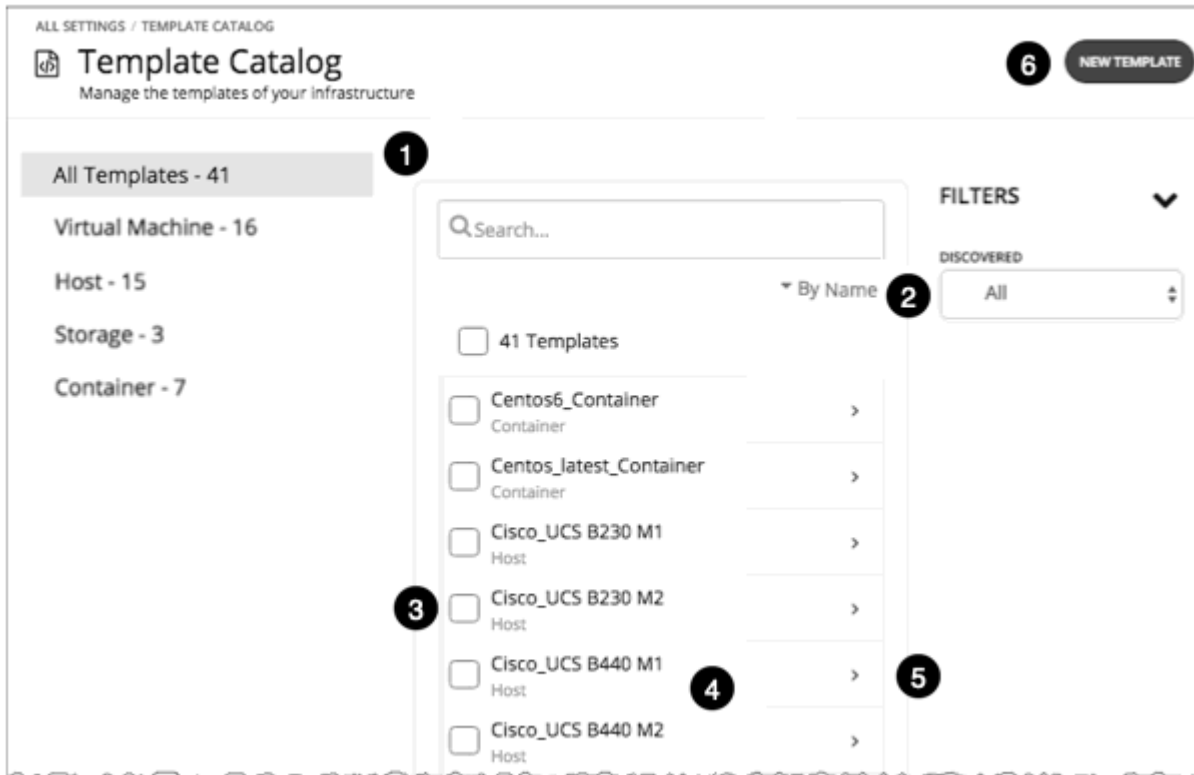 ALL SETTINGS / TEMPLATE CATALOG
Template Catalog
Manage the templates of your infrastructure
6
NEW TEMPLATE
1
All Templates - 41
Virtual Machine - 16
Host - 15
Storage - 3
Container - 7
Search...
By Name
2
41 Templates
Centos6_Container
Container
Centos_latest_Container
Container
Cisco_UCS B230 M1
Host
3
Cisco_UCS B230 M2
Host
Cisco_UCS B440 M1
Host
4
5
Cisco_UCS B440 M2
Host
FILTERS
DISCOVERED
All